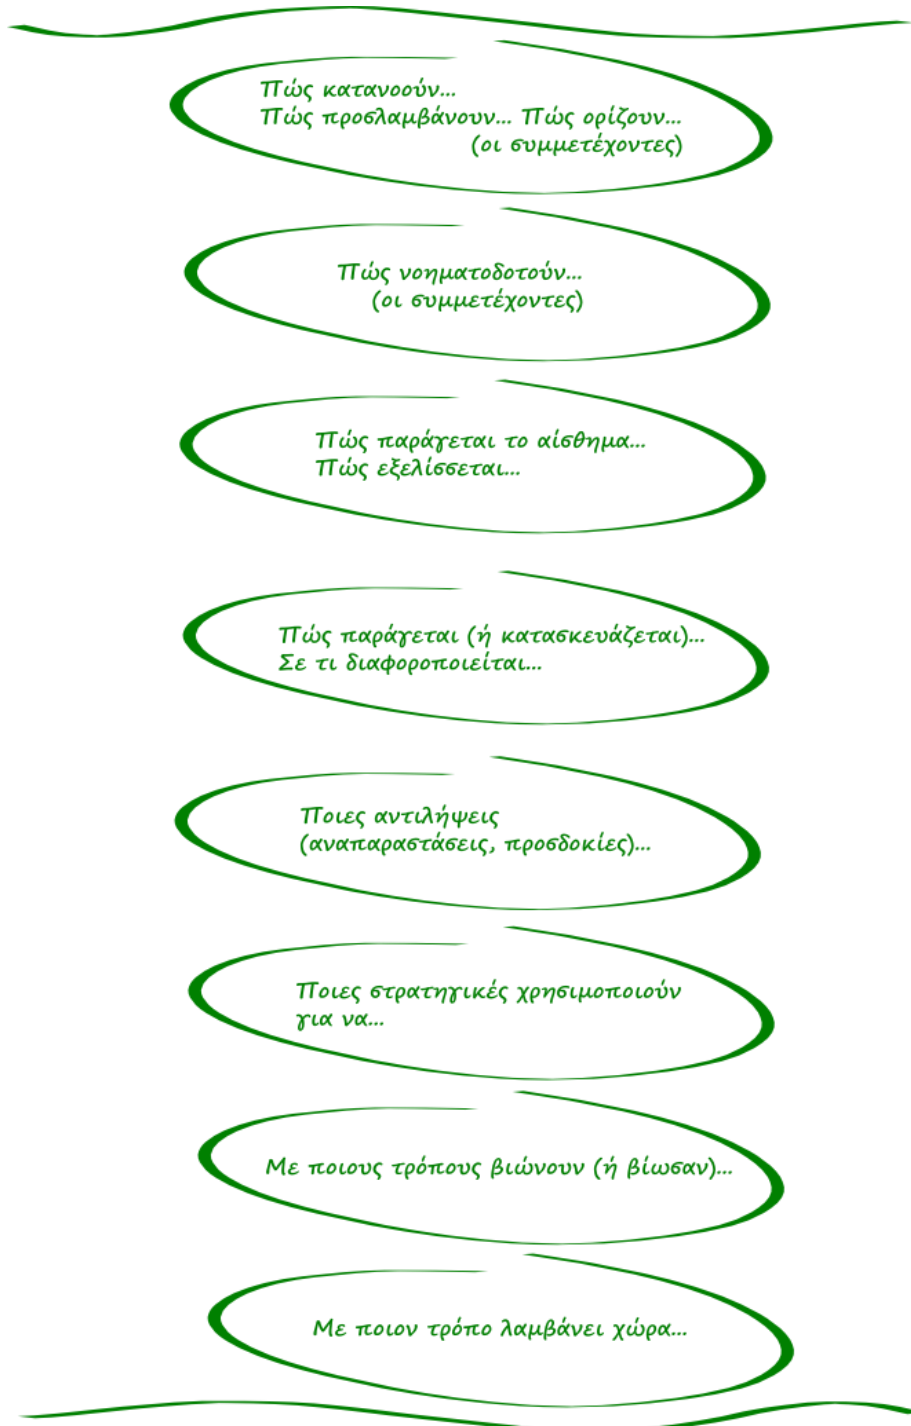 Πώς κατανοούν...
Πώς προσλαμβάνουν... Πώς ορίζουν...
(οι συμμετέχοντες)
Πώς νοηματοδοτούν...
(οι συμμετέχοντες)
Πώς παράγεται το αίσθημα...
Πώς εξελίσσεται...
Πώς παράγεται (ή κατασκευάζεται)...
Σε τι διαφοροποιείται...
Ποιες αντιλήψεις
(αναπαραστάσεις, προσδοκίες)...
Ποιες στρατηγικές χρησιμοποιούν
για να...
Με ποιους τρόπους βιώνουν (ή βίωσαν)...
Με ποιον τρόπο λαμβάνει χώρα...